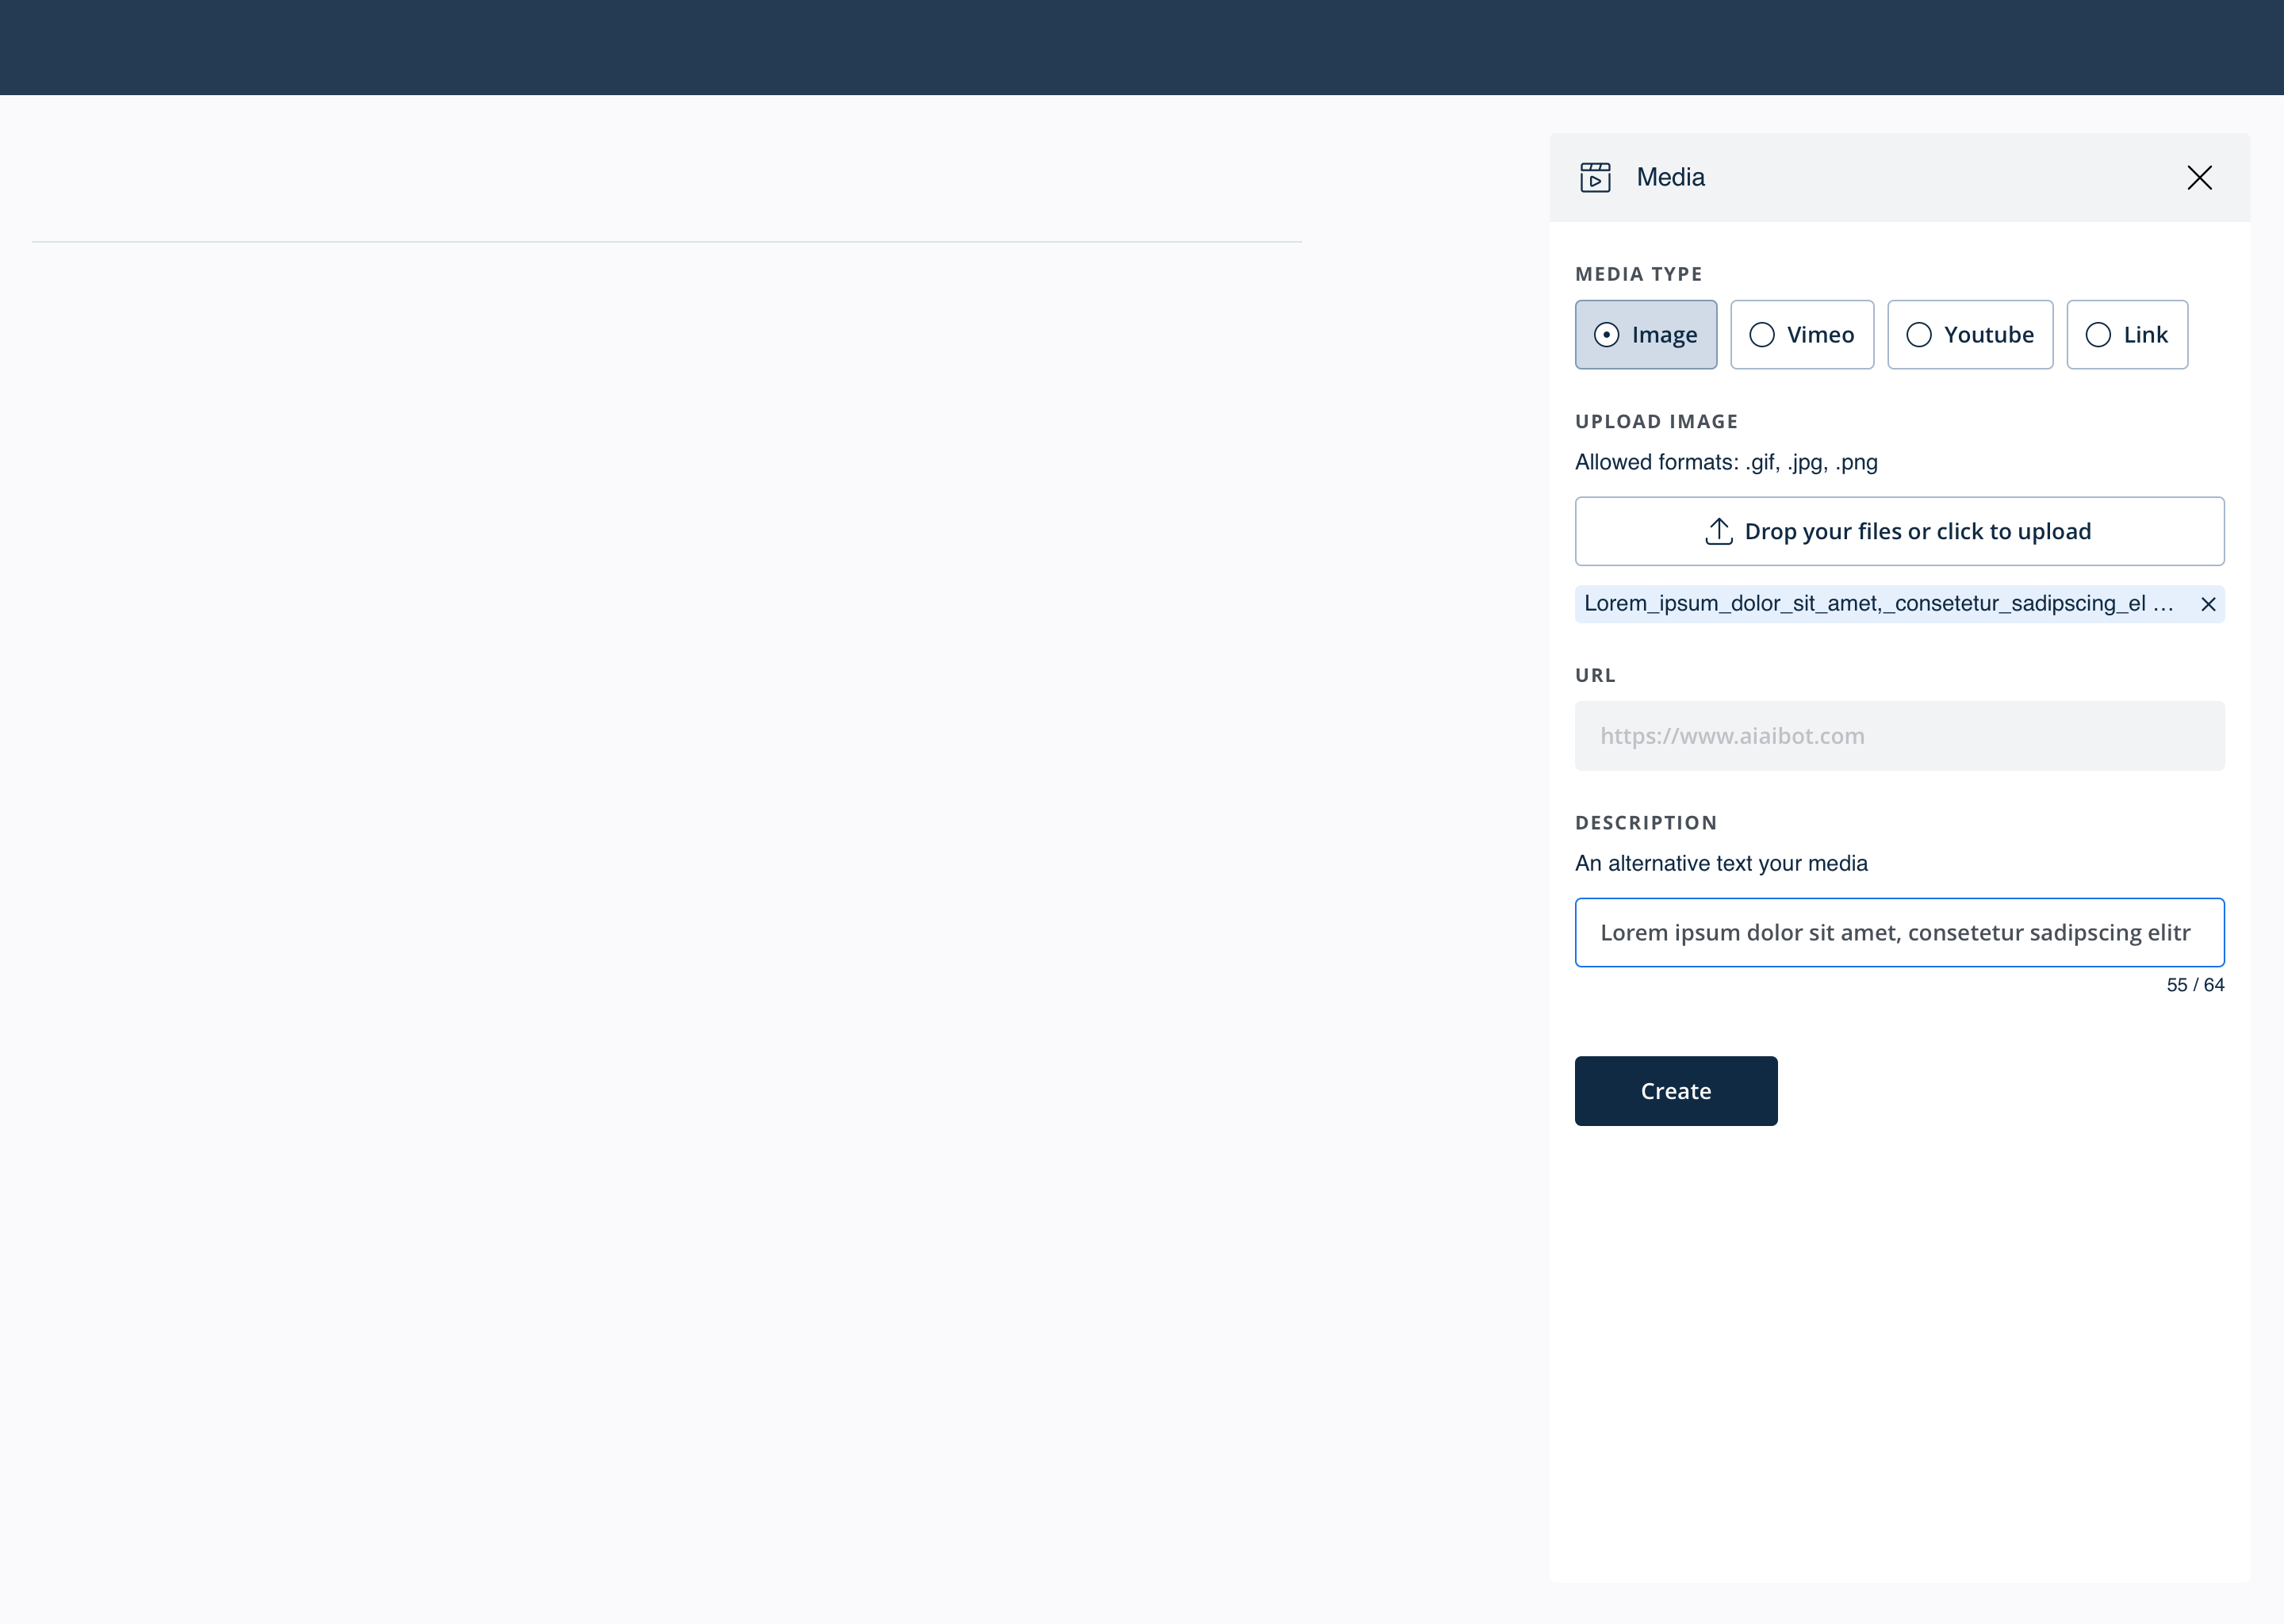 Media
MEDIA TYPE
Image
Vimeo
Youtube
Link
UPLOAD IMAGE
Allowed formats: .gif, .jpg, .png
Drop your files or click to upload
Lorem_ipsum_dolor_sit_amet,_consetetur_sadipscing_el ...
URL
https://www.aiaibot.com
DESCRIPTION
An alternative text your media
Lorem ipsum dolor sit amet, consetetur sadipscing elitr
55 / 64
Create